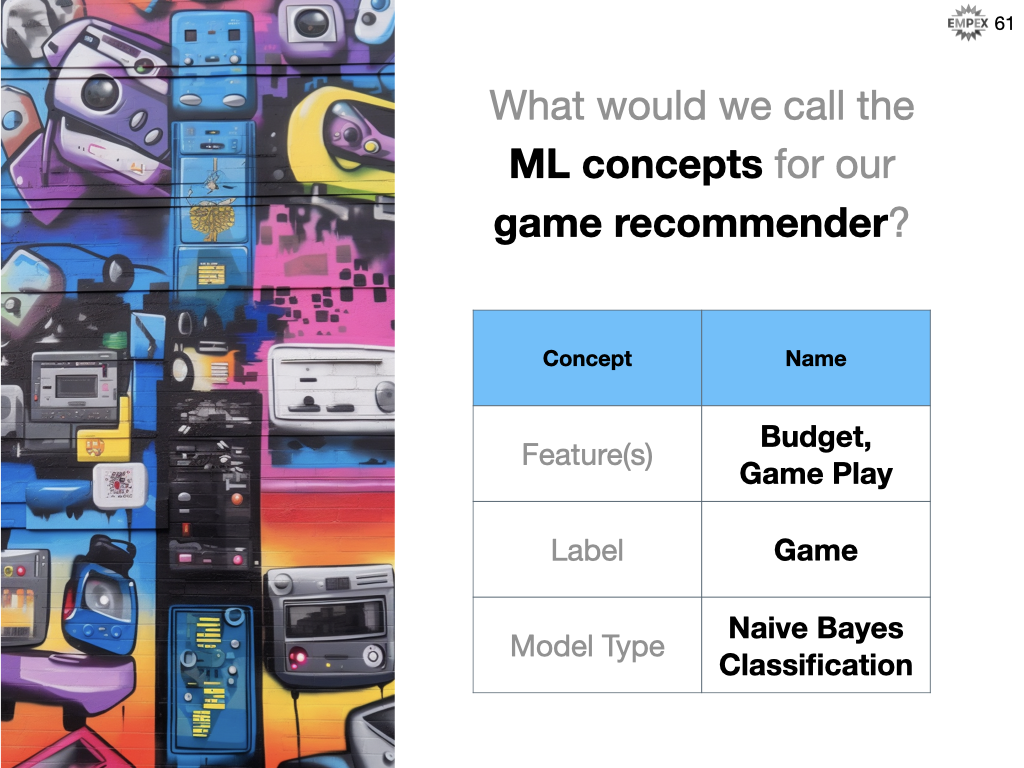 EMPEX 61
What would we call the
ML concepts for our
game recommender?
Concept Name
Feature(s) Budget,
Game Play
Label Game
Model Type Naive Bayes
Classification